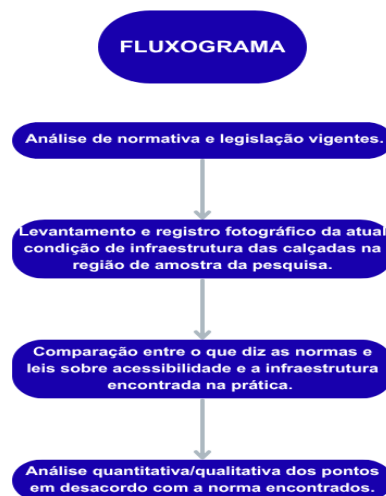 FLUXOGRAMA
Análise de normativa e legislação vigentes.
Levantamento e registro fotográfico da atual
condição de infraestrutura das calçadas na
região de amostra da pesquisa.
Comparação entre o que diz as normas e
leis sobre acessibilidade e a infraestrutura
encontrada na prática.
Análise quantitativa/qualitativa dos pontos
em desacordo com a norma encontrados.